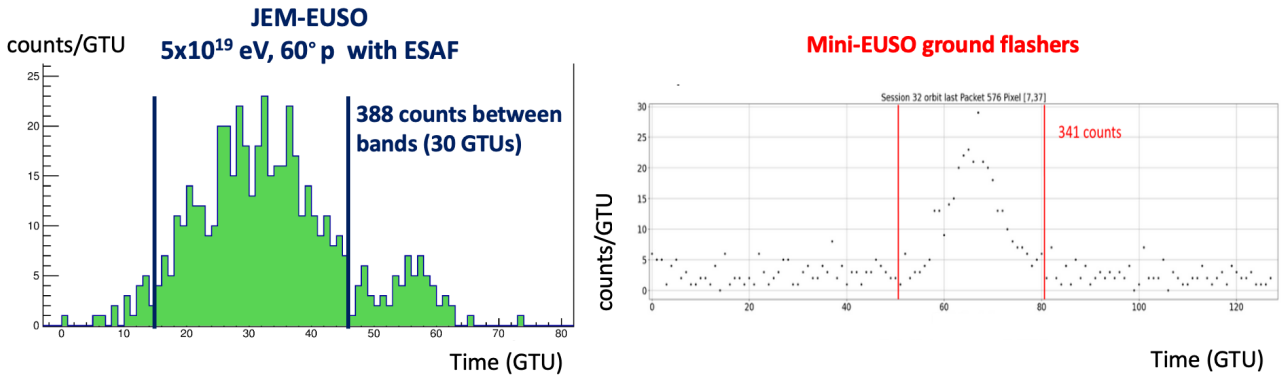 JEM-EUSO
5x10¹⁹ eV, 60° p with ESAF
counts/GTU
25
20
15
10
5
0
388 counts between
bands (30 GTUs)
0 10 20 30 40 50 60 70 80
Time (GTU)
Mini-EUSO ground flashers
Session 32 orbit last Packet 576 Pixel [7,37]
counts/GTU
30
25
20
15
10
5
0
341 counts
0 20 40 60 80 100 120
Time (GTU)